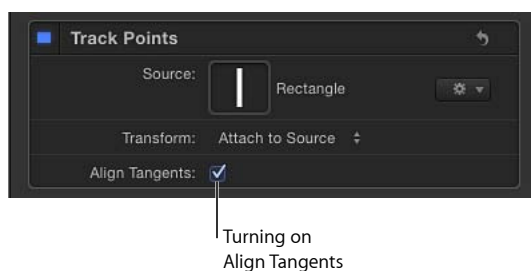 Track Points
Source: Rectangle
Transform: Attach to Source
Align Tangents:
Turning on
Align Tangents